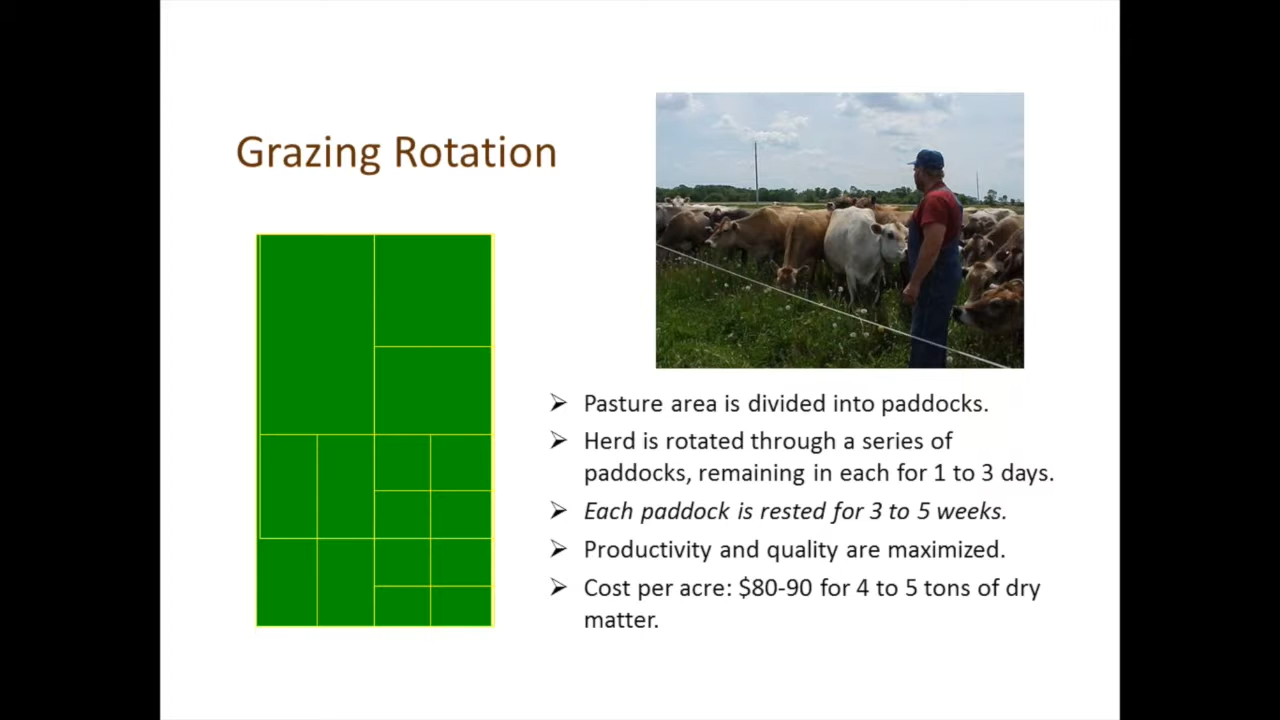 Grazing Rotation
➢ Pasture area is divided into paddocks.
➢ Herd is rotated through a series of
paddocks, remaining in each for 1 to 3 days.
➢ Each paddock is rested for 3 to 5 weeks.
➢ Productivity and quality are maximized.
➢ Cost per acre: $80-90 for 4 to 5 tons of dry
matter.